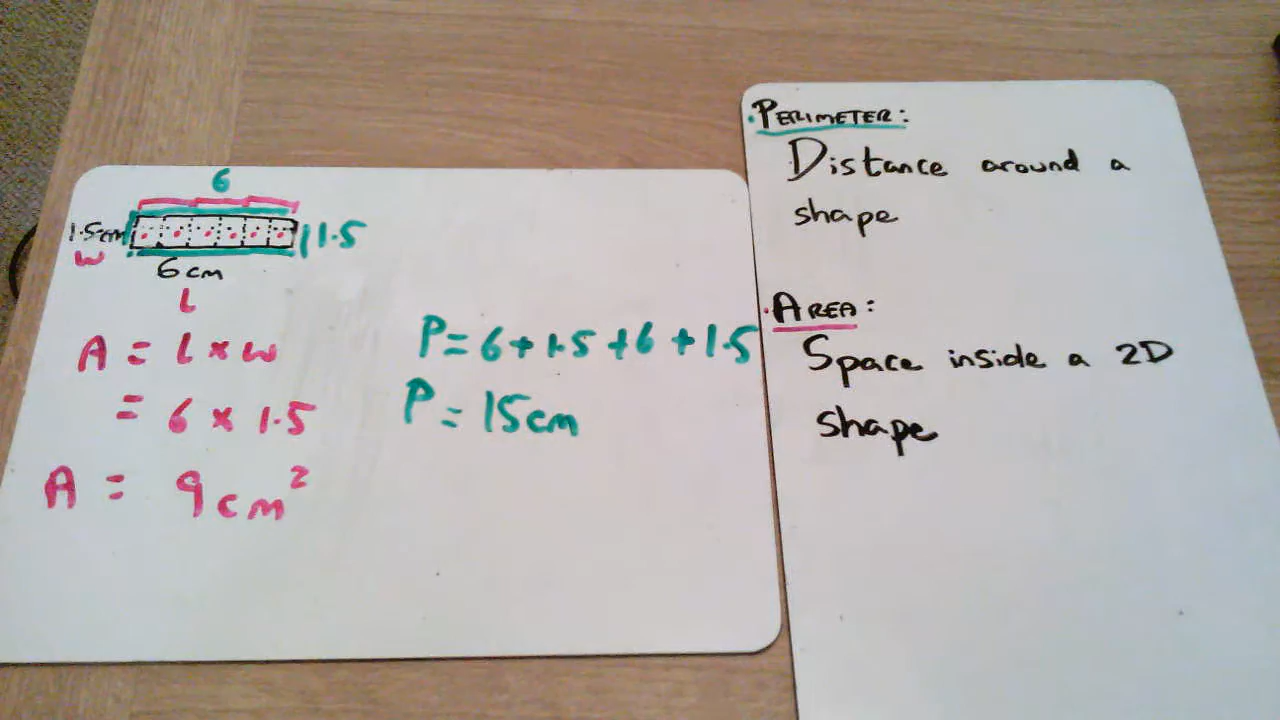 6
1.5cm
1.5
W
6cm
L
A = L x W
= 6 x 1.5
A = 9cm²
P=6+1.5+6+1.5
P=15cm
PERIMETER:
Distance around a
shape
AREA:
Space inside a 2D
shape